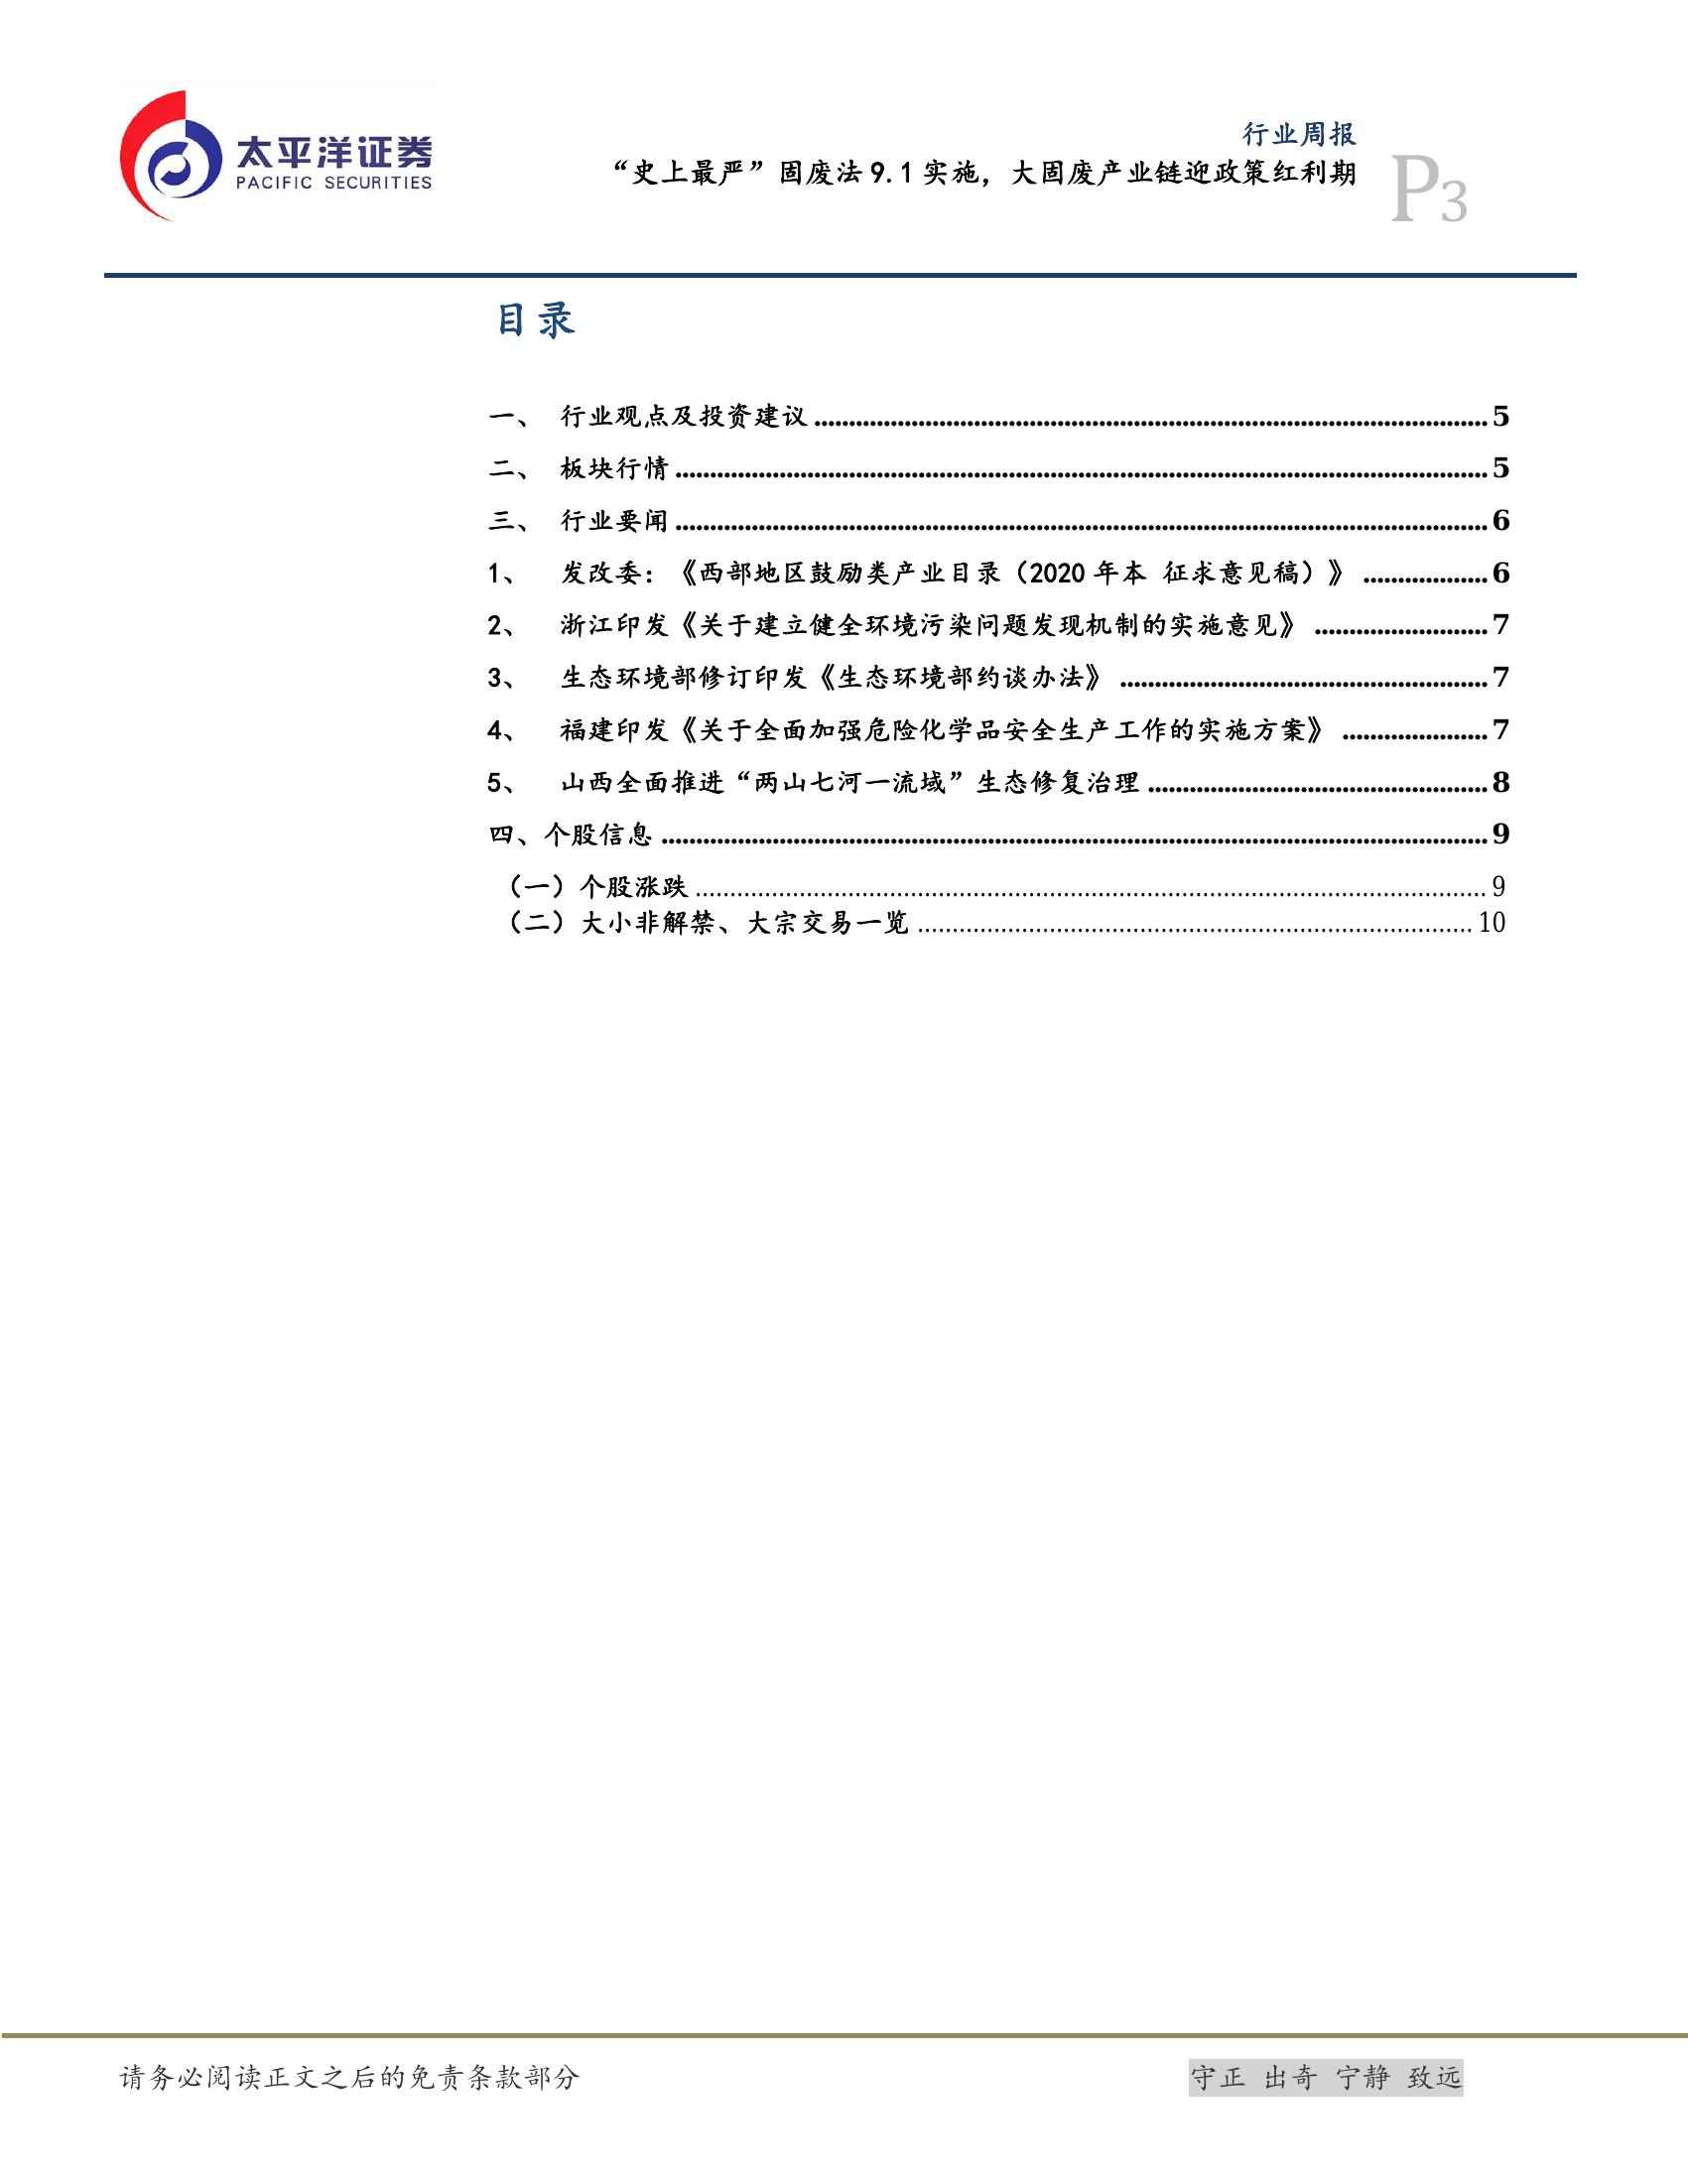 太平洋证券
PACIFIC SECURITIES
行业周报
“史上最严”固废法 9.1 实施，大固废产业链迎政策红利期
P3
目录
一、 行业观点及投资建议 5
二、 板块行情 5
三、 行业要闻 6
1、 发改委：《西部地区鼓励类产业目录（2020 年本 征求意见稿）》 6
2、 浙江印发《关于建立健全环境污染问题发现机制的实施意见》 7
3、 生态环境部修订印发《生态环境部约谈办法》 7
4、 福建印发《关于全面加强危险化学品安全生产工作的实施方案》 7
5、 山西全面推进“两山七河一流域”生态修复治理 8
四、个股信息 9
（一）个股涨跌 9
（二）大小非解禁、大宗交易一览 10
请务必阅读正文之后的免责条款部分
守正 出奇 宁静 致远